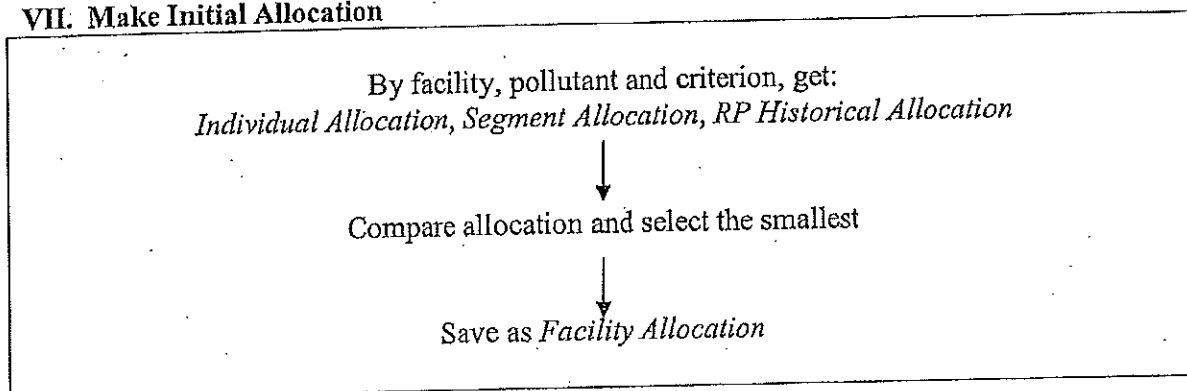 VII. Make Initial Allocation
By facility, pollutant and criterion, get:
Individual Allocation, Segment Allocation, RP Historical Allocation
Compare allocation and select the smallest
Save as Facility Allocation